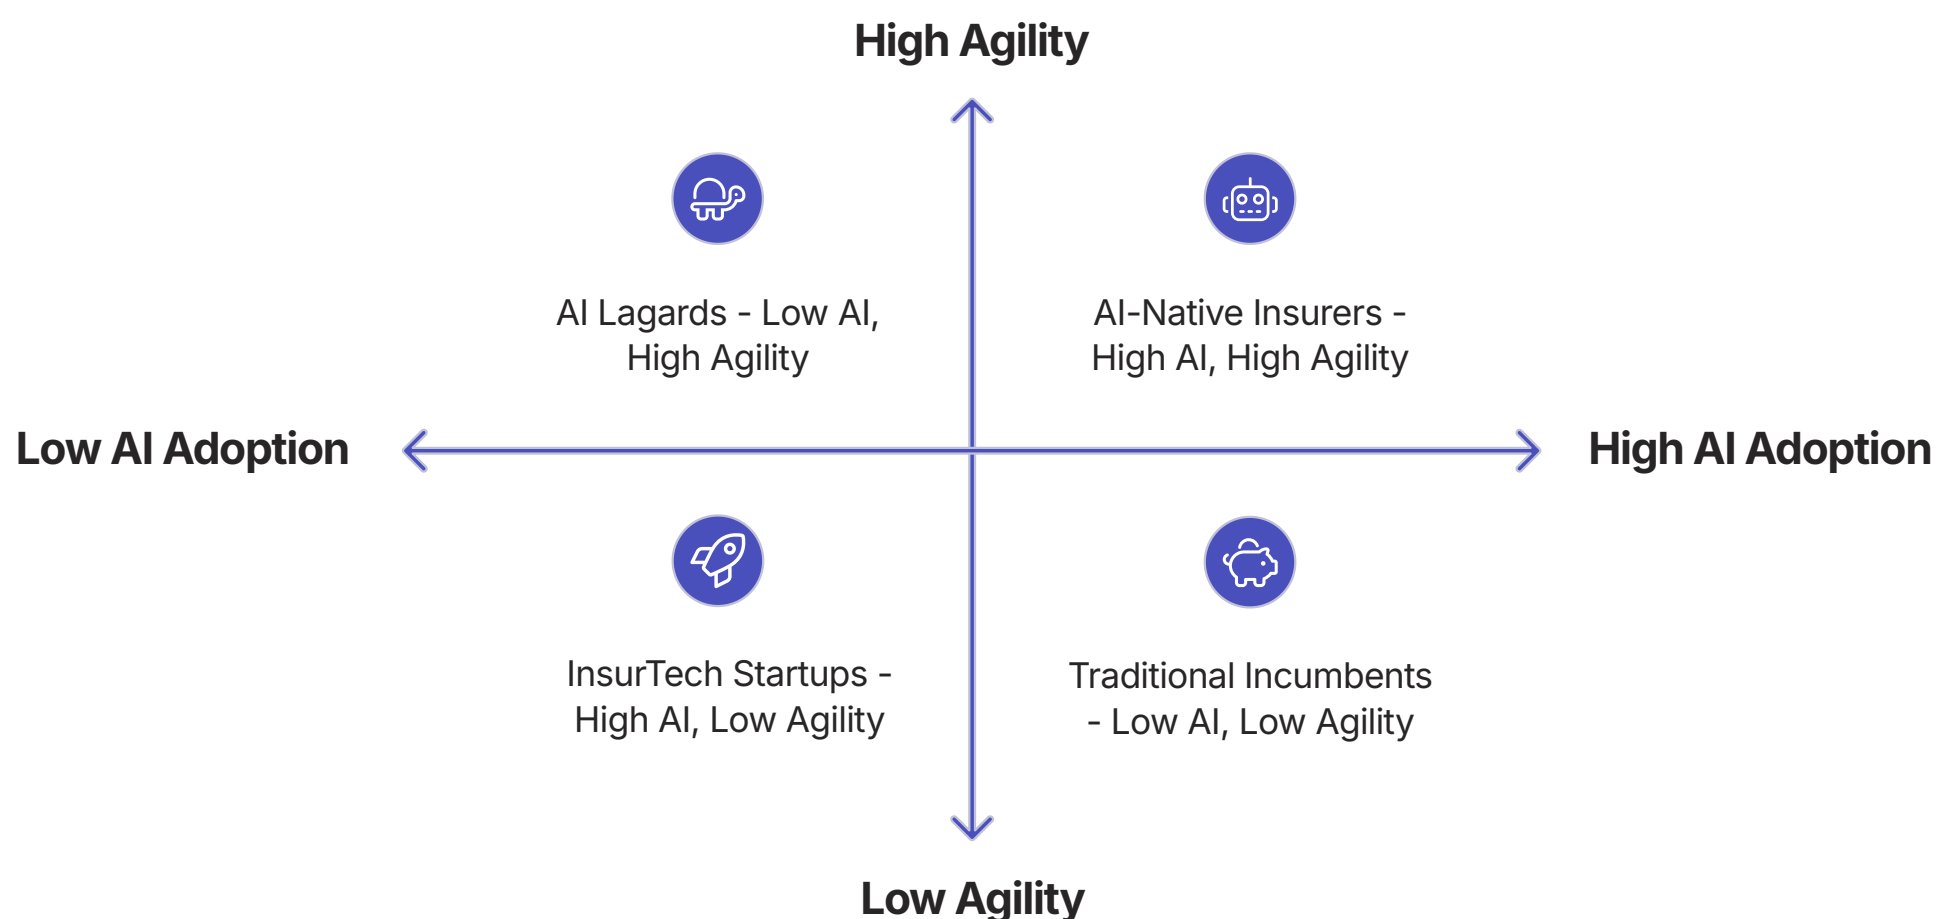 High Agility
AI Lagards - Low AI,
High Agility
AI-Native Insurers -
High AI, High Agility
Low AI Adoption
High AI Adoption
InsurTech Startups -
High AI, Low Agility
Traditional Incumbents
- Low AI, Low Agility
Low Agility